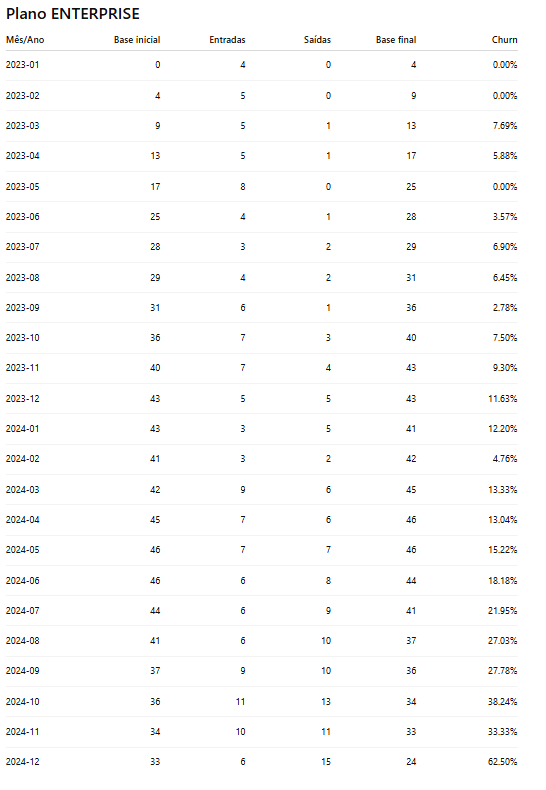 Plano ENTERPRISE
Mês/Ano Base inicial Entradas Saídas Base final Churn
2023-01 0 4 0 4 0.00%
2023-02 4 5 0 9 0.00%
2023-03 9 5 1 13 7.69%
2023-04 13 5 1 17 5.88%
2023-05 17 8 0 25 0.00%
2023-06 25 4 1 28 3.57%
2023-07 28 3 2 29 6.90%
2023-08 29 4 2 31 6.45%
2023-09 31 6 1 36 2.78%
2023-10 36 7 3 40 7.50%
2023-11 40 7 4 43 9.30%
2023-12 43 5 5 43 11.63%
2024-01 43 3 5 41 12.20%
2024-02 41 3 2 42 4.76%
2024-03 42 9 6 45 13.33%
2024-04 45 7 6 46 13.04%
2024-05 46 7 7 46 15.22%
2024-06 46 6 8 44 18.18%
2024-07 44 6 9 41 21.95%
2024-08 41 6 10 37 27.03%
2024-09 37 9 10 36 27.78%
2024-10 36 11 13 34 38.24%
2024-11 34 10 11 33 33.33%
2024-12 33 6 15 24 62.50%